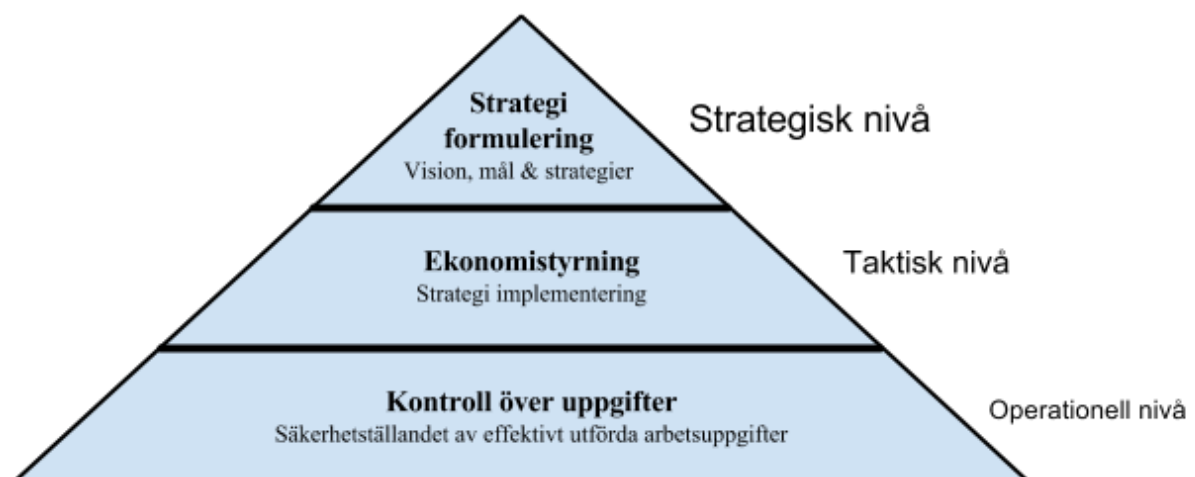 Strategi
formulering
Vision, mål & strategier
Strategisk nivå
Ekonomistyrning
Strategi implementering
Taktisk nivå
Kontroll över uppgifter
Säkerhetställandet av effektivt utförda arbetsuppgifter
Operationell nivå